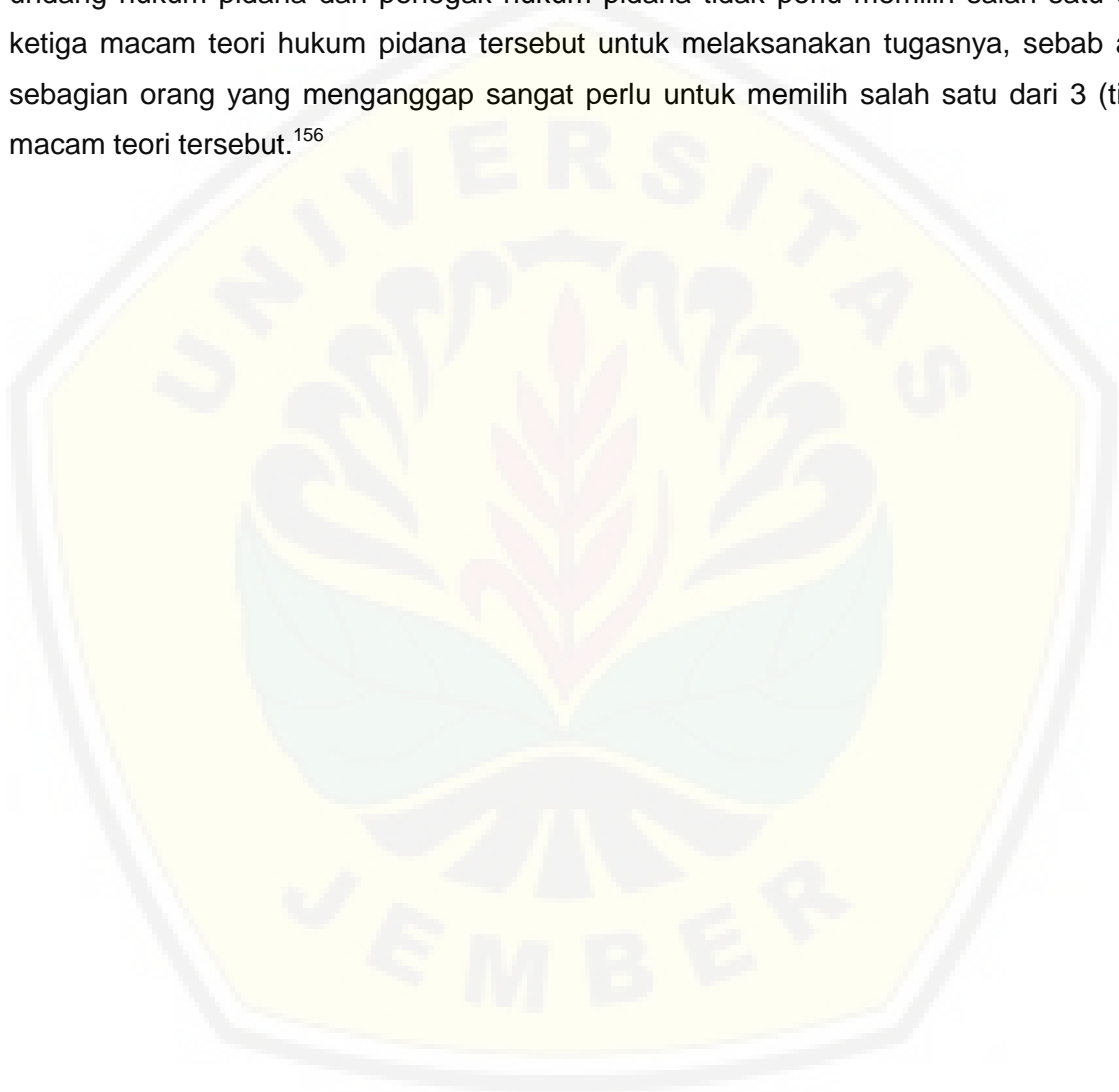 undang hukum pidana dan penegak hukum pidana tidak perlu memilih salah satu
ketiga macam teori hukum pidana tersebut untuk melaksanakan tugasnya, sebab
sebagian orang yang menganggap sangat perlu untuk memilih salah satu dari 3
macam teori tersebut.156
UNIVERSITAS
JEMBER